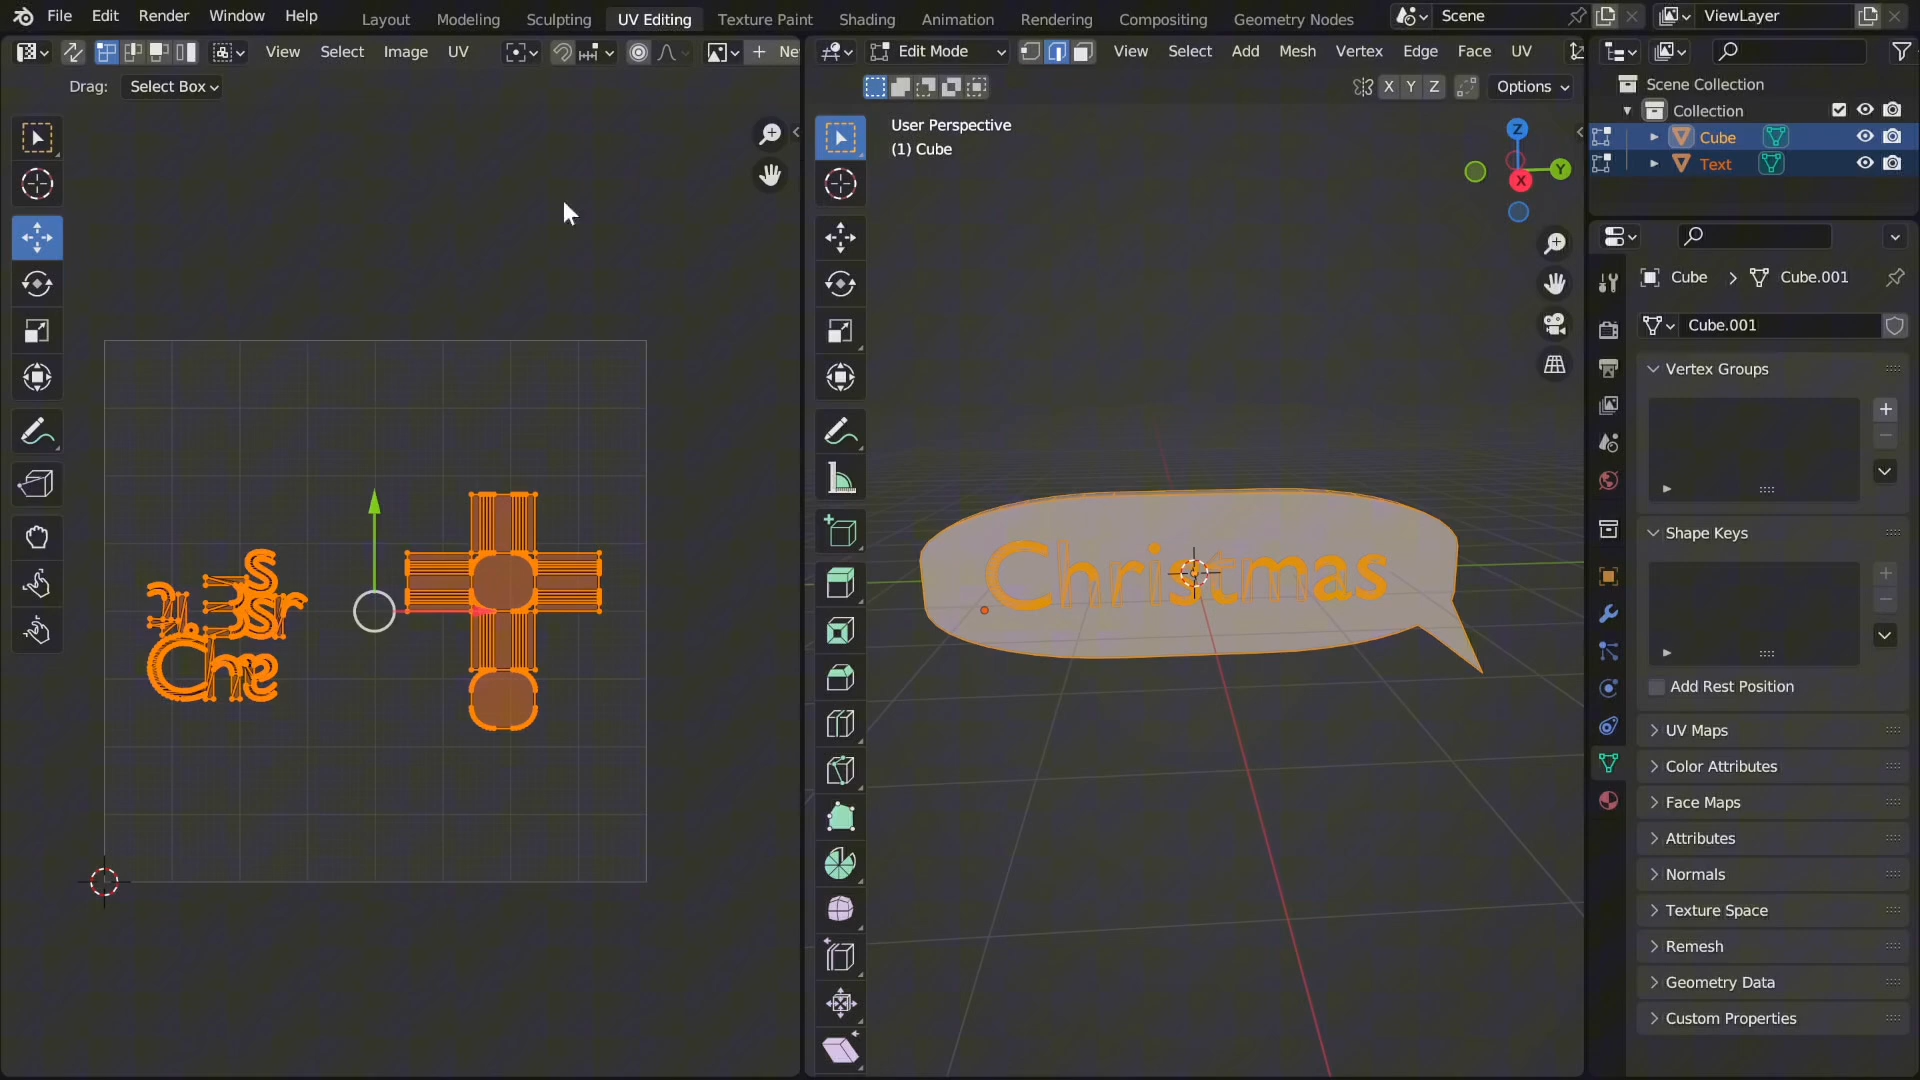 File Edit Render Window Help Layout Modeling Sculpting UV Editing Texture Paint Shading Animation Rendering Compositing Geometry Nodes Scene ViewLayer
View Select Image UV Ne Edit Mode View Select Add Mesh Vertex Edge Face UV
Drag: Select Box X Y Z Options
Scene Collection
Collection
Cube
Text
User Perspective
(1) Cube
Z
Y
X
Cube Cube.001
Cube.001
Vertex Groups
Shape Keys
Add Rest Position
UV Maps
Color Attributes
Face Maps
Attributes
Normals
Texture Space
Remesh
Geometry Data
Custom Properties
Christmas